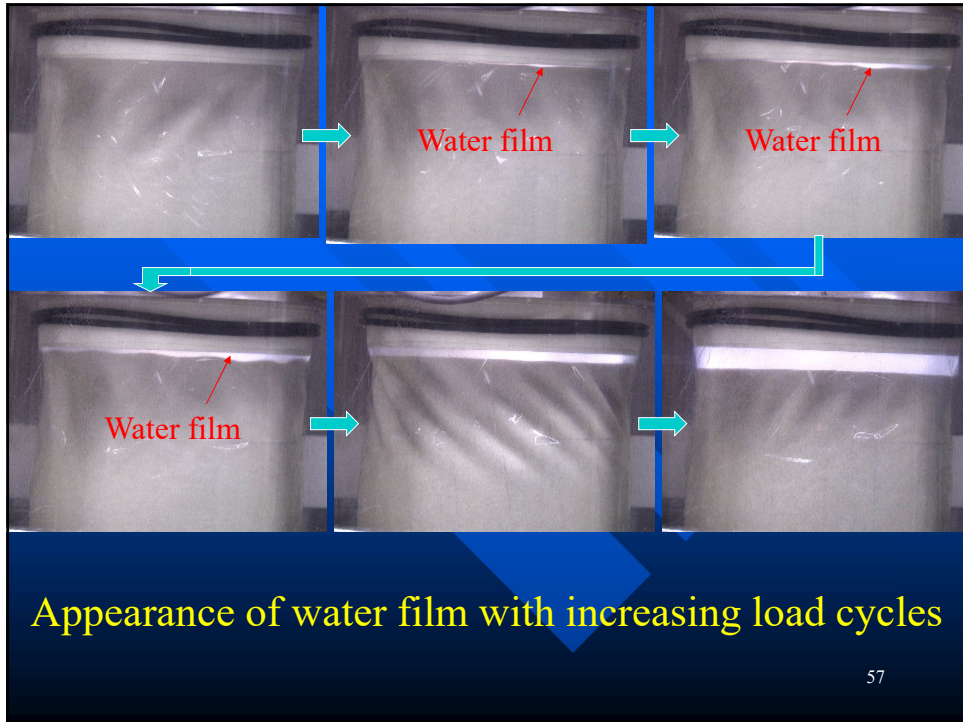 Water film
Water film
Water film
Appearance of water film with increasing load cycles
57